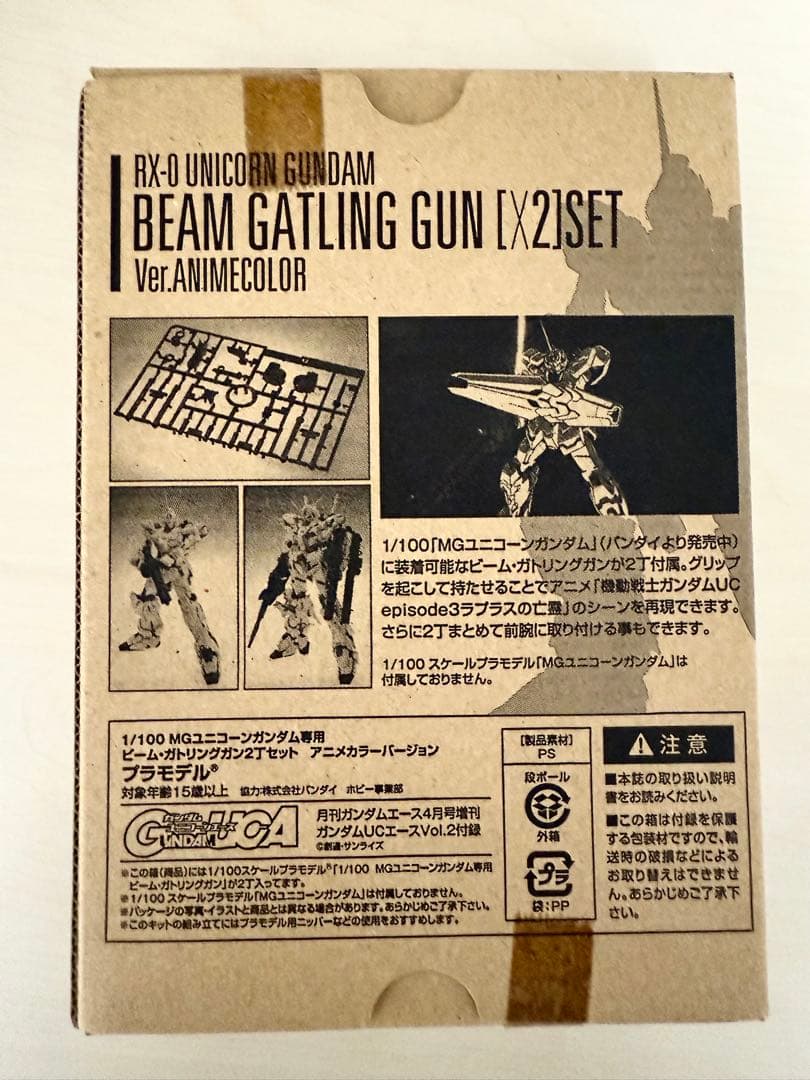 RX-0 UNICORN GUNDAM
BEAM GATLING GUN [X2]SET
Ver.ANIMECOLOR
1/100「MGユニコーンガンダム」(バンダイより発売中)
に装着可能なビーム・ガトリングガンが2丁付属。グリップ
を起こして持たせることでアニメ「機動戦士ガンダムUC
episode3ラプラスの亡霊」のシーンを再現できます。
さらに2丁まとめて前腕に取り付ける事もできます。
1/100 スケールプラモデル「MGユニコーンガンダム」は
付属しておりません。
1/100 MGユニコーンガンダム専用
ビーム・ガトリングガン2丁セット アニメカラーバージョン
プラモデル®
対象年齢15歳以上 協力:株式会社バンダイ ホビー事業部
ガンダム
ユニコーンエース
GUNDAM UCA
月刊ガンダムエース4月号増刊
ガンダムUCエースVol.2付録
©創通・サンライズ
※この箱(商品)には1/100スケールプラモデル®「1/100 MGユニコーンガンダム専用
ビーム・ガトリングガン」が2丁入ってます。
※1/100 スケールプラモデル「MGユニコーンガンダム」は付属しておりません。
※パッケージの写真・イラストと商品とは異なる場合があります。あらかじめご了承下さい。
※このキットの組み立てにはプラモデル用ニッパーなどの使用をおすすめします。
[製品素材]
PS
段ボール
外箱
プラ
袋:PP
注意
■本誌の取り扱い説明
書をお読みください。
■この箱は付録を保護
する包装材ですので、輸
送時の破損などによる
お取り替えはできませ
ん。あらかじめご了承下
さい。